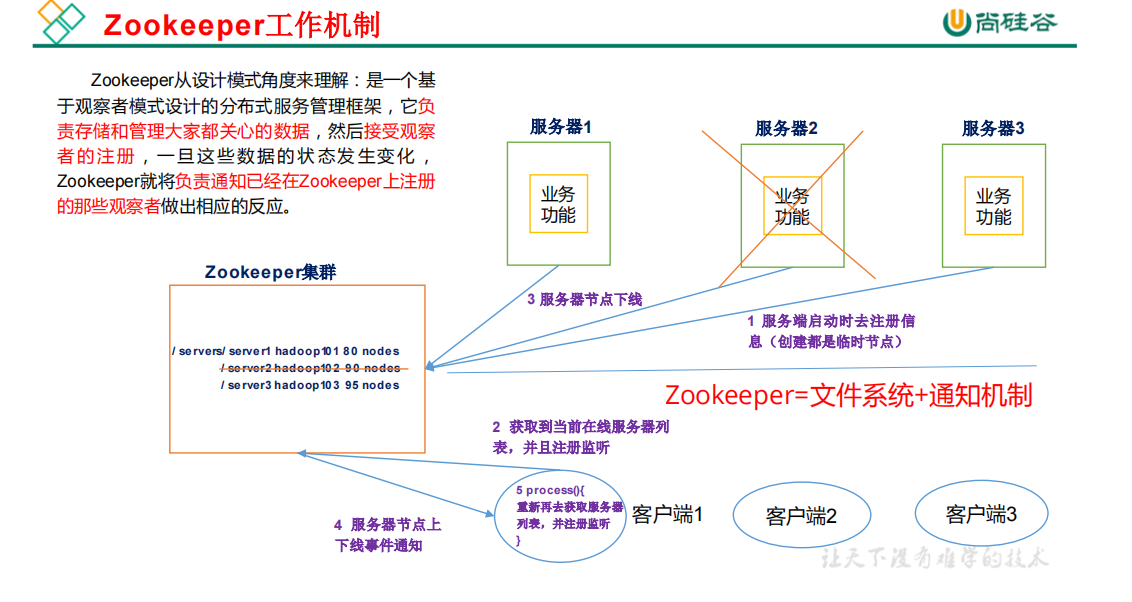 Zookeeper工作机制
尚硅谷
Zookeeper从设计模式角度来理解：是一个基
于观察者模式设计的分布式服务管理框架，它负
责存储和管理大家都关心的数据，然后接受观察
者的注册，一旦这些数据的状态发生变化，
Zookeeper就将负责通知已经在Zookeeper上注册
的那些观察者做出相应的反应。
服务器1
服务器2
服务器3
业务
功能
业务
功能
业务
功能
Zookeeper集群
3 服务器节点下线
1 服务端启动时去注册信
息（创建都是临时节点）
/ servers/ server1 hadoop101 80 nodes
/ server2 hadoop102 90 nodes
/ server3 hadoop103 95 nodes
Zookeeper=文件系统+通知机制
2 获取到当前在线服务器列
表，并且注册监听
5 process(){
重新再去获取服务器
列表，并注册监听
}
客户端1
客户端2
客户端3
4 服务器节点上
下线事件通知
让天下没有难学的技术